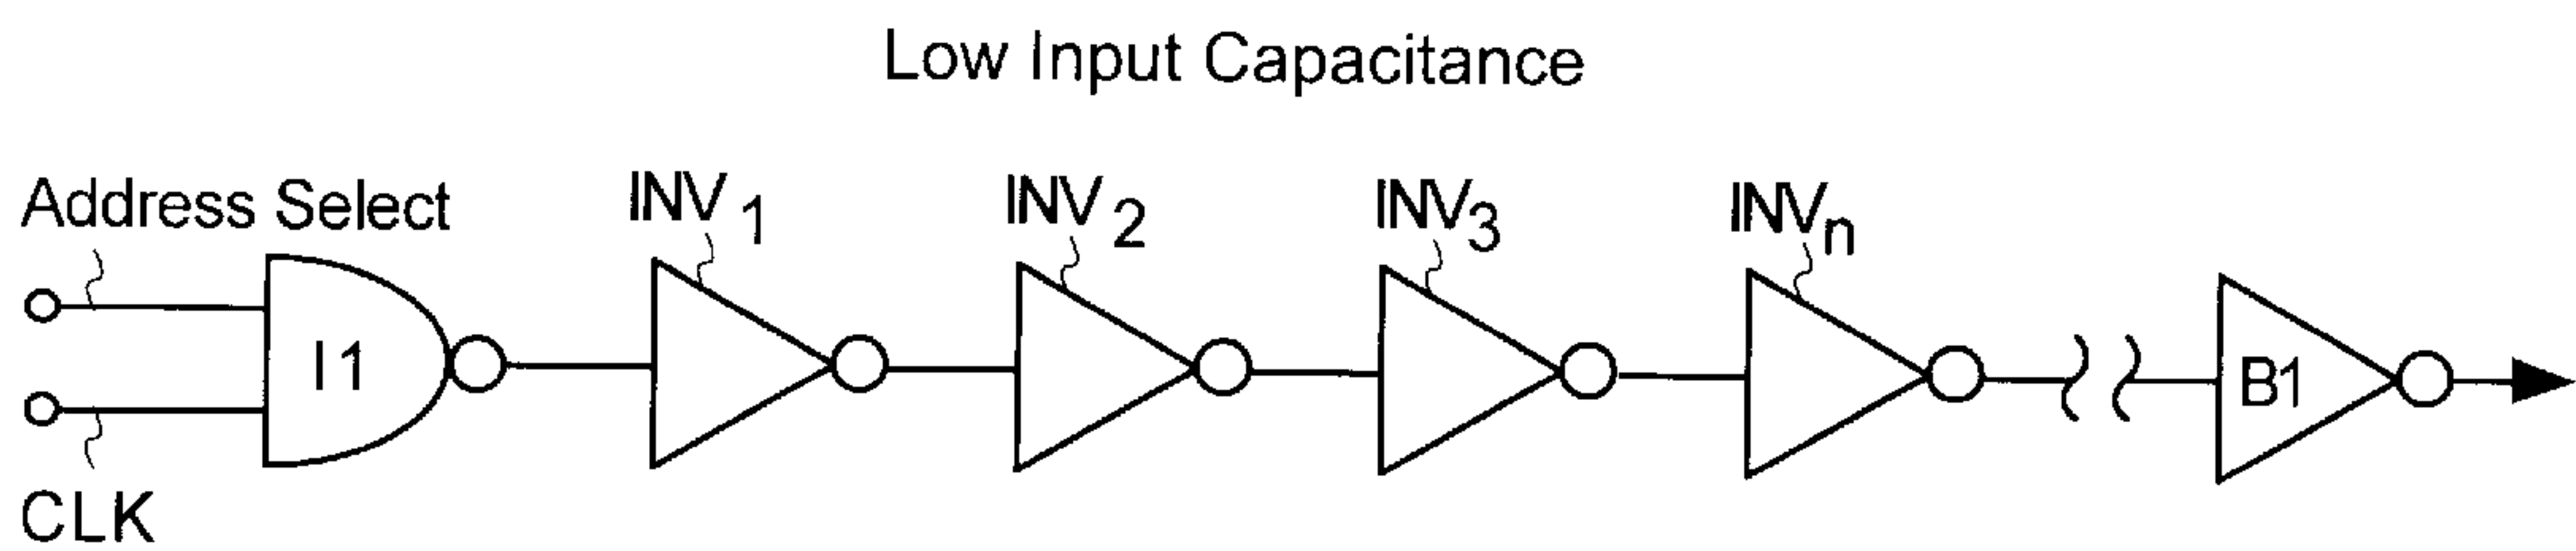 Low Input Capacitance
Address Select
INV1
INV2
INV3
INVn
I1
B1
CLK